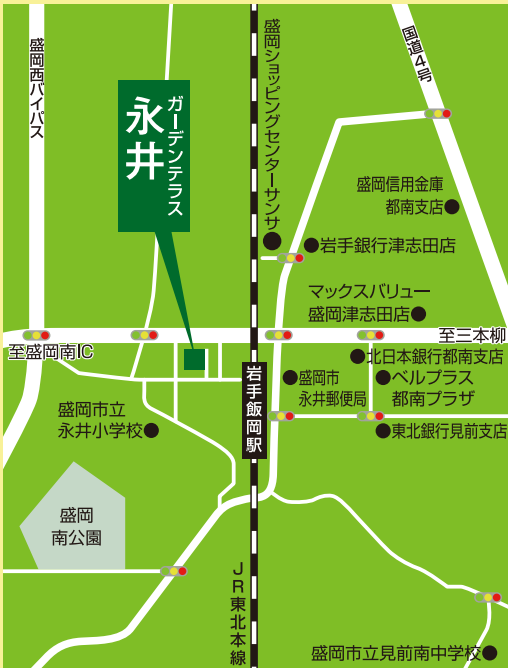 盛岡西バイパス
ガーデンテラス
永井
盛岡ショッピングセンターサンサ
国道4号
盛岡信用金庫
都南支店
岩手銀行津志田店
マックスバリュー
盛岡津志田店
至三本柳
至盛岡南IC
北日本銀行都南支店
盛岡市
永井郵便局
ベルプラス
都南プラザ
岩手飯岡駅
盛岡市立
永井小学校
東北銀行見前支店
盛岡
南公園
JR東北本線
盛岡市立見前南中学校